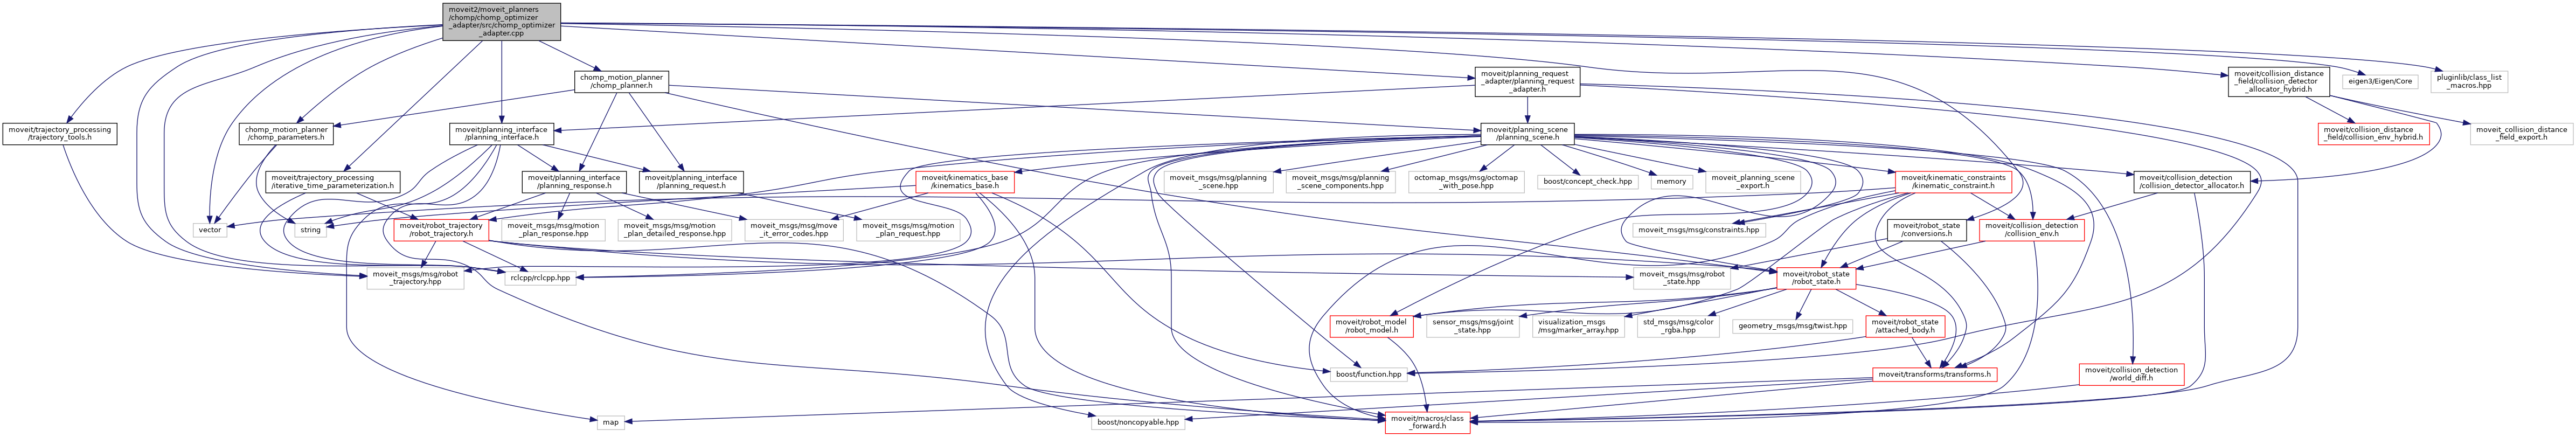 moveit2/moveit_planners
/chomp/chomp_optimizer
_adapter/src/chomp_optimizer
_adapter.cpp
chomp_motion_planner
/chomp_planner.h
moveit/planning_request
_adapter/planning_request
_adapter.h
moveit/collision_distance
_field/collision_detector
_allocator_hybrid.h
eigen3/Eigen/Core
pluginlib/class_list
_macros.hpp
moveit/trajectory_processing
/trajectory_tools.h
chomp_motion_planner
/chomp_parameters.h
moveit/planning_interface
/planning_interface.h
moveit/planning_scene
/planning_scene.h
moveit/collision_distance
_field/collision_env_hybrid.h
moveit_collision_distance
_field_export.h
moveit/trajectory_processing
/iterative_time_parameterization.h
moveit/planning_interface
/planning_response.h
moveit/planning_interface
/planning_request.h
moveit/kinematics_base
/kinematics_base.h
moveit_msgs/msg/planning
_scene.hpp
moveit_msgs/msg/planning
_scene_components.hpp
octomap_msgs/msg/octomap
_with_pose.hpp
boost/concept_check.hpp
memory
moveit_planning_scene
_export.h
moveit/kinematic_constraints
/kinematic_constraint.h
moveit/collision_detection
/collision_detector_allocator.h
vector
string
moveit/robot_trajectory
/robot_trajectory.h
moveit_msgs/msg/motion
_plan_response.hpp
moveit_msgs/msg/motion
_plan_detailed_response.hpp
moveit_msgs/msg/move
_it_error_codes.hpp
moveit_msgs/msg/motion
_plan_request.hpp
moveit_msgs/msg/constraints.hpp
moveit/robot_state
/conversions.h
moveit/collision_detection
/collision_env.h
moveit_msgs/msg/robot
_trajectory.hpp
rclcpp/rclcpp.hpp
moveit_msgs/msg/robot
_state.hpp
moveit/robot_state
/robot_state.h
moveit/robot_model
/robot_model.h
sensor_msgs/msg/joint
_state.hpp
visualization_msgs
/msg/marker_array.hpp
std_msgs/msg/color
_rgba.hpp
geometry_msgs/msg/twist.hpp
moveit/robot_state
/attached_body.h
boost/function.hpp
moveit/transforms/transforms.h
moveit/collision_detection
/world_diff.h
map
boost/noncopyable.hpp
moveit/macros/class
_forward.h